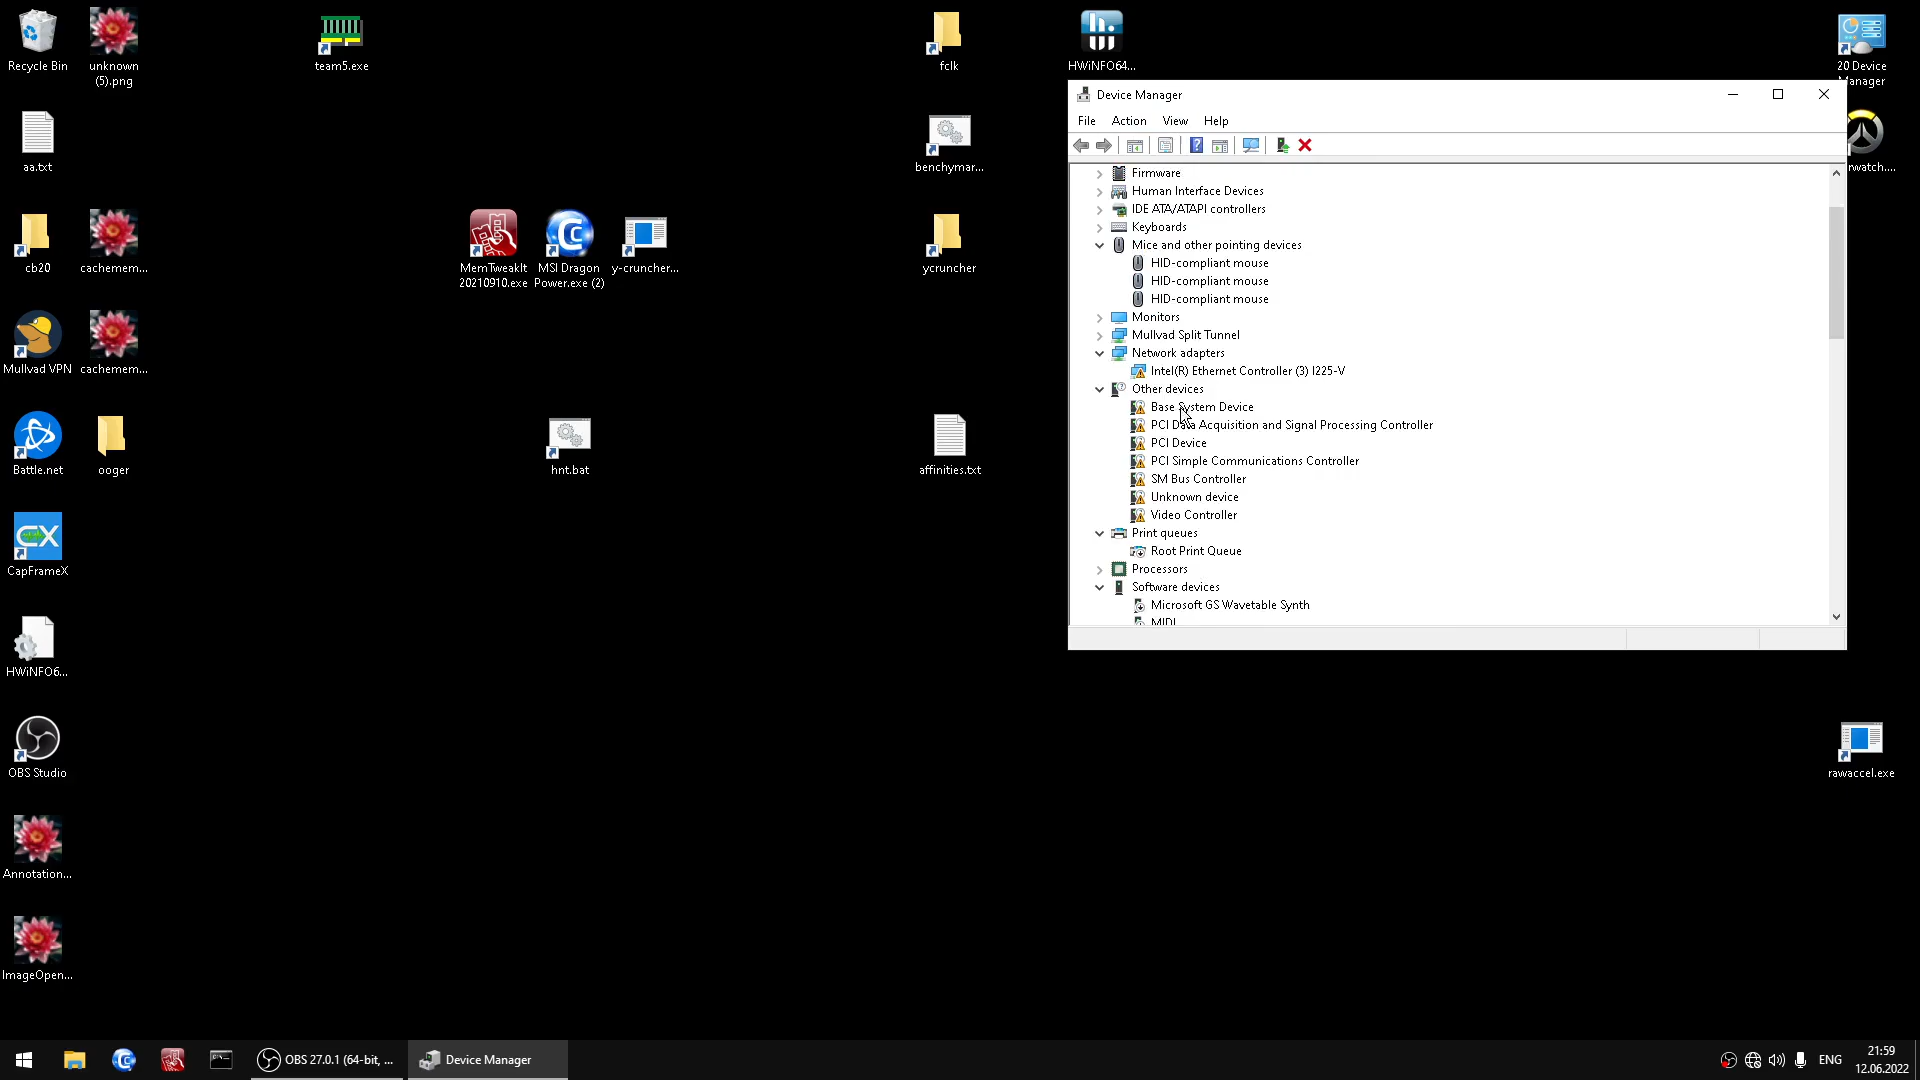 Recycle Bin
unknown
(5).png
team5.exe
fclk
HWiNFO64...
20 Device
Manager
aa.txt
benchymar...
rwatch....
cb20
cachemem...
MemTweakIt
20210910.exe
MSI Dragon
Power.exe (2)
y-cruncher...
ycruncher
Mullvad VPN
cachemem...
Battle.net
ooger
hnt.bat
affinities.txt
CX
CapFrameX
HWiNFO6...
OBS Studio
rawaccel.exe
Annotation...
ImageOpen...
Device Manager
File Action View Help
Firmware
Human Interface Devices
IDE ATA/ATAPI controllers
Keyboards
Mice and other pointing devices
HID-compliant mouse
HID-compliant mouse
HID-compliant mouse
Monitors
Mullvad Split Tunnel
Network adapters
Intel(R) Ethernet Controller (3) I225-V
Other devices
Base System Device
PCI Data Acquisition and Signal Processing Controller
PCI Device
PCI Simple Communications Controller
SM Bus Controller
Unknown device
Video Controller
Print queues
Root Print Queue
Processors
Software devices
Microsoft GS Wavetable Synth
MIDI
OBS 27.0.1 (64-bit, ...
Device Manager
ENG
21:59
12.06.2022